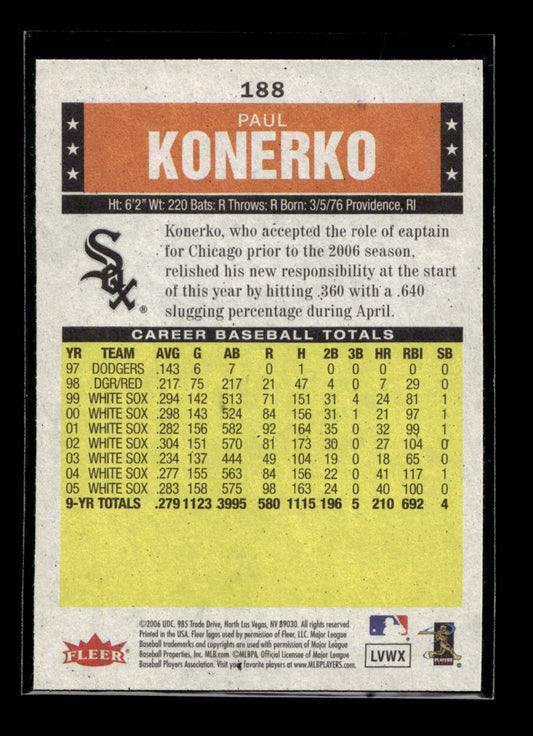 188
PAUL
KONERKO
Ht: 6'2" Wt: 220 Bats: R Throws: R Born: 3/5/76 Providence, RI
Sox ®
Konerko, who accepted the role of captain
for Chicago prior to the 2006 season,
relished his new responsibility at the start
of this year by hitting .360 with a .640
slugging percentage during April.
CAREER BASEBALL TOTALS
YR TEAM AVG G AB R H 2B 3B HR RBI SB
97 DODGERS .143 6 7 0 1 0 0 0 0 0
98 DGR/RED .217 75 217 21 47 4 0 7 29 0
99 WHITE SOX .294 142 513 71 151 31 4 24 81 1
00 WHITE SOX .298 143 524 84 156 31 1 21 97 1
01 WHITE SOX .282 156 582 92 164 35 0 32 99 1
02 WHITE SOX .304 151 570 81 173 30 0 27 104 0
03 WHITE SOX .234 137 444 49 104 19 0 18 65 0
04 WHITE SOX .277 155 563 84 156 22 0 41 117 1
05 WHITE SOX .283 158 575 98 163 24 0 40 100 0
9-YR TOTALS .279 1123 3995 580 1115 196 5 210 692 4
©2006 UDC, 985 Trade Drive, North Las Vegas, NV 89030. All rights reserved.
Printed in the USA. Fleer logos used by permission of Fleer, LLC. Major League
Baseball trademarks and copyrights are used with permission of Major League
Baseball Properties, Inc. MLB.com. ©MLBPA, Official Licensee of Major League
Baseball Players Association. Visit your favorite players at www.MLBPLAYERS.com.
FLEER
LVWX
PLAYERS